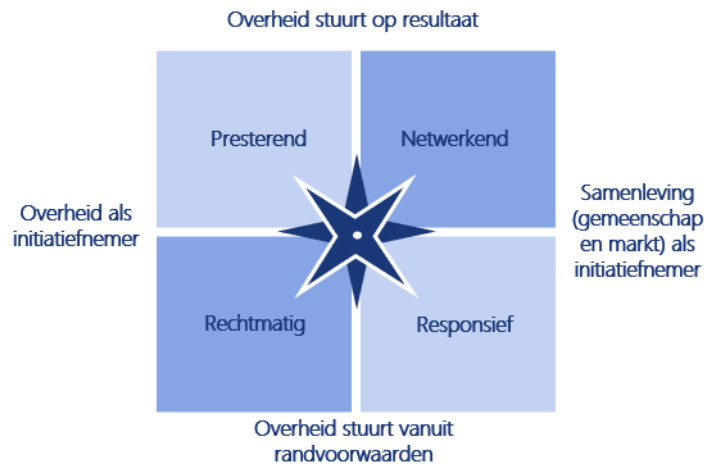 Overheid stuurt op resultaat
Presterend
Netwerkend
Overheid als
initiatiefnemer
Samenleving
(gemeenschap
en markt) als
initiatiefnemer
Rechtmatig
Responsief
Overheid stuurt vanuit
randvoorwaarden